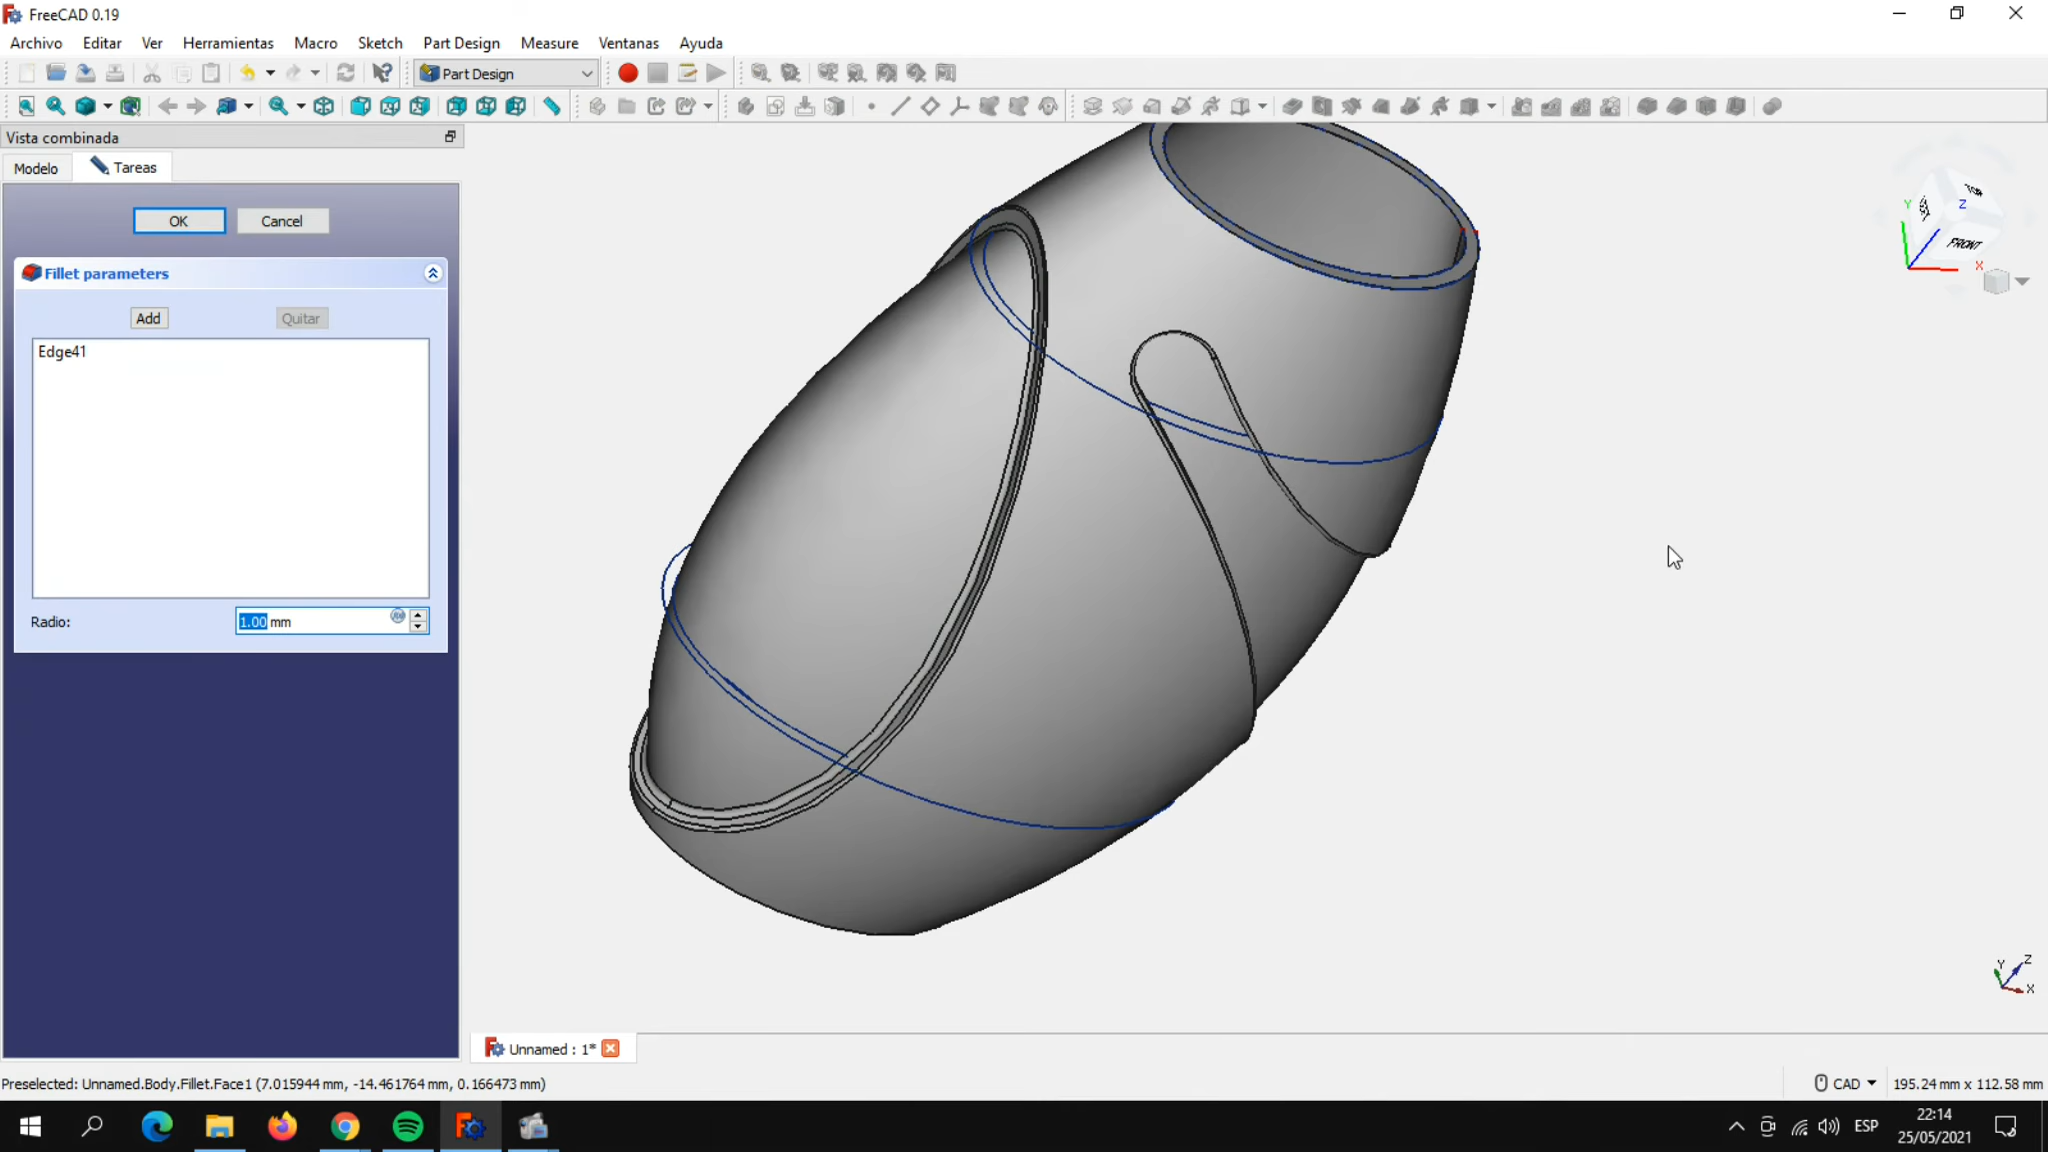 FreeCAD 0.19
Archivo Editar Ver Herramientas Macro Sketch Part Design Measure Ventanas Ayuda
Part Design
Vista combinada
Modelo Tareas
OK Cancel
Fillet parameters
Add Quitar
Edge41
Radio: 1.00 mm
TOP
FRONT
Y Z X
Y Z X
Unnamed : 1*
Preselected: Unnamed.Body.Fillet.Face1 (7.015944 mm, -14.461764 mm, 0.166473 mm)
CAD 195.24 mm x 112.58 mm
ESP
22:14
25/05/2021